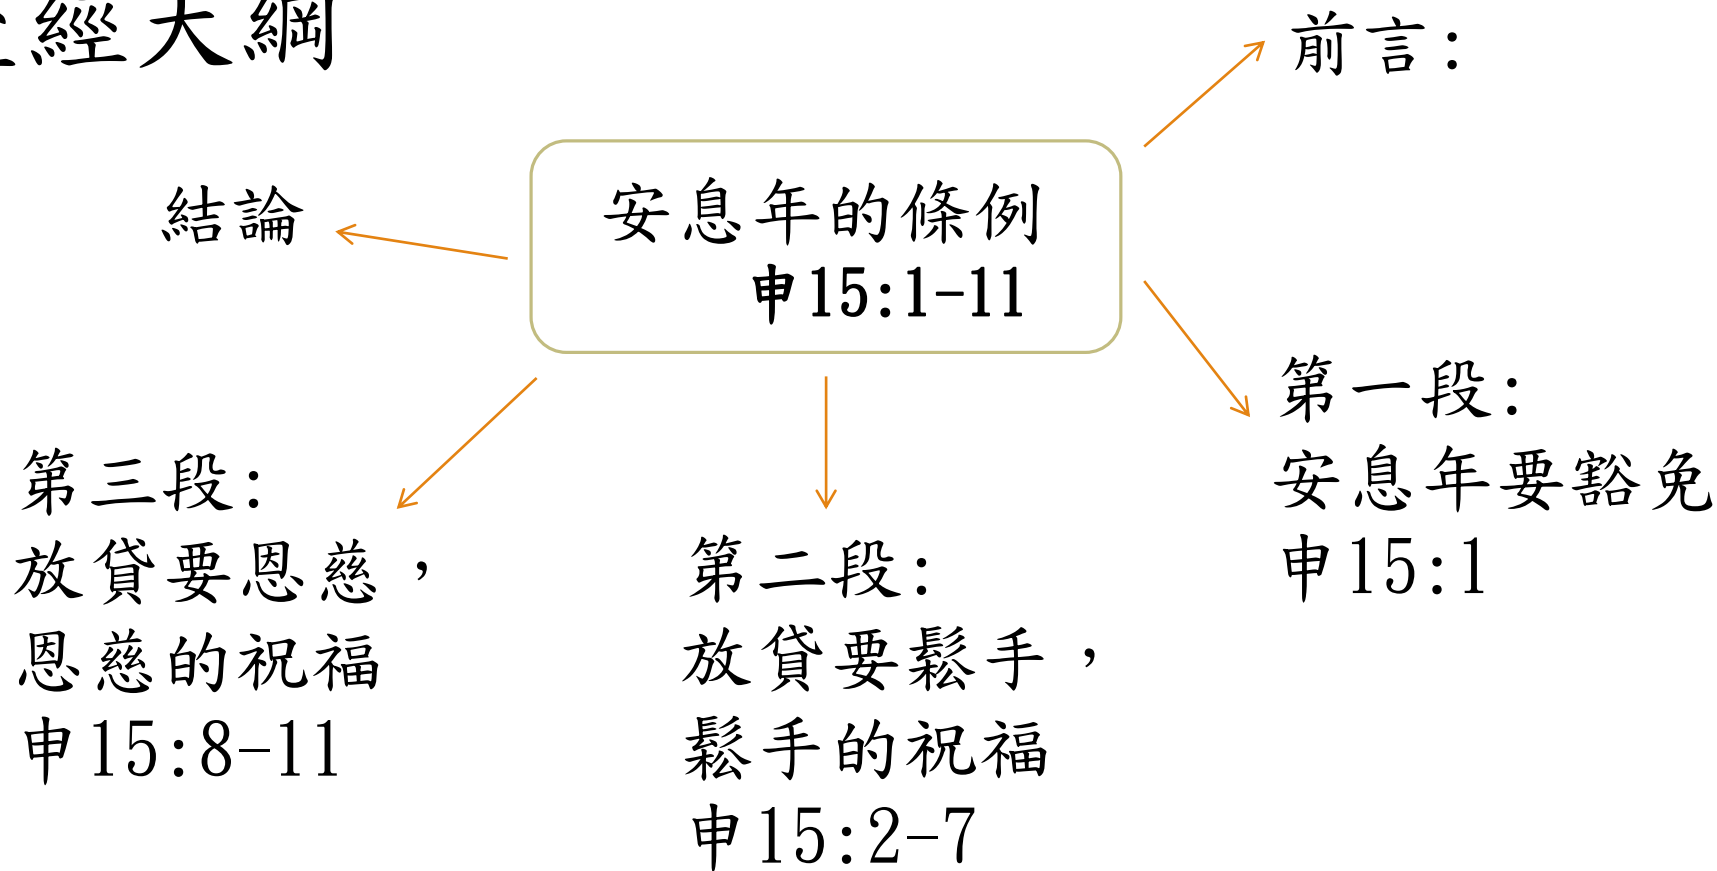 經大綱
前言:
安息年的條例
申15:1-11
結論
第一段:
安息年要豁免
申15:1
第二段:
放貸要鬆手，
鬆手的祝福
申15:2-7
第三段:
放貸要恩慈，
恩慈的祝福
申15:8-11